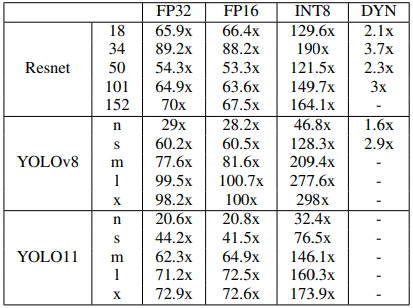 FP32 FP16 INT8 DYN
18 65.9x 66.4x 129.6x 2.1x
34 89.2x 88.2x 190x 3.7x
Resnet 50 54.3x 53.3x 121.5x 2.3x
101 64.9x 63.6x 149.7x 3x
152 70x 67.5x 164.1x -
n 29x 28.2x 46.8x 1.6x
s 60.2x 60.5x 128.3x 2.9x
YOLOv8 m 77.6x 81.6x 209.4x -
l 99.5x 100.7x 277.6x -
x 98.2x 100x 298x -
n 20.6x 20.8x 32.4x -
s 44.2x 41.5x 76.5x -
YOLO11 m 62.3x 64.9x 146.1x -
l 71.2x 72.5x 160.3x -
x 72.9x 72.6x 173.9x -